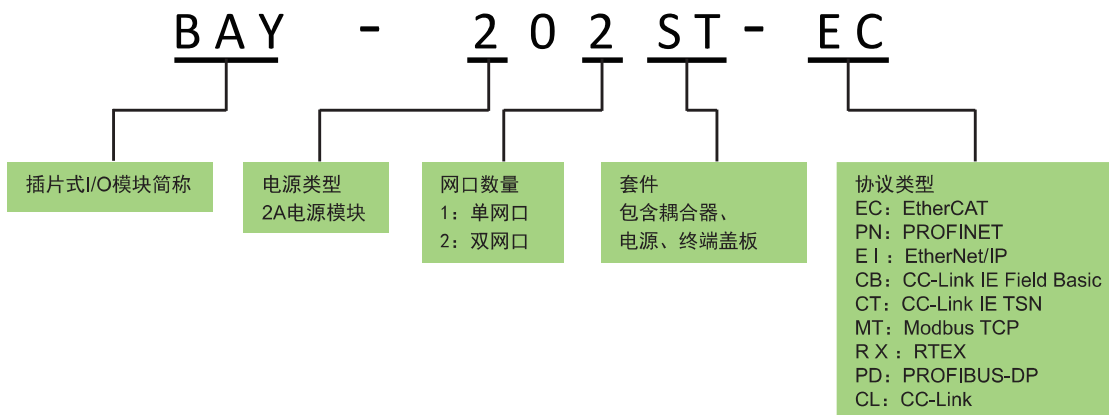 BAY - 202ST- EC
插片式I/O模块简称
电源类型
2A电源模块
网口数量
1：单网口
2：双网口
套件
包含耦合器、
电源、终端盖板
协议类型
EC：EtherCAT
PN：PROFINET
E I：EtherNet/IP
CB：CC-Link IE Field Basic
CT：CC-Link IE TSN
MT：Modbus TCP
R X：RTEX
PD：PROFIBUS-DP
CL：CC-Link